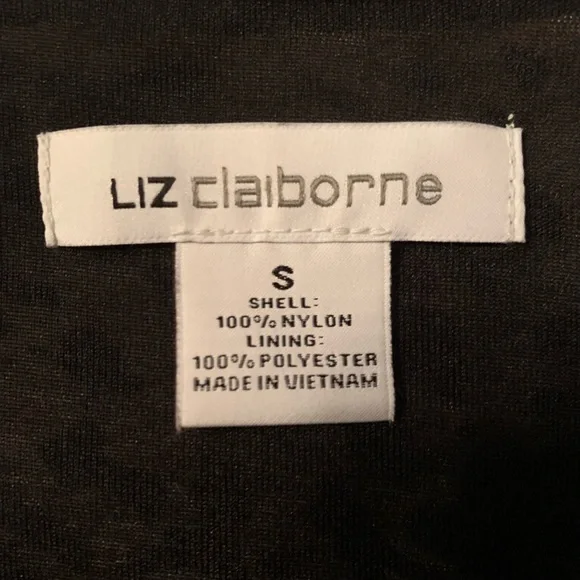 LIZ claiborne
S
SHELL:
100% NYLON
LINING:
100% POLYESTER
MADE IN VIETNAM